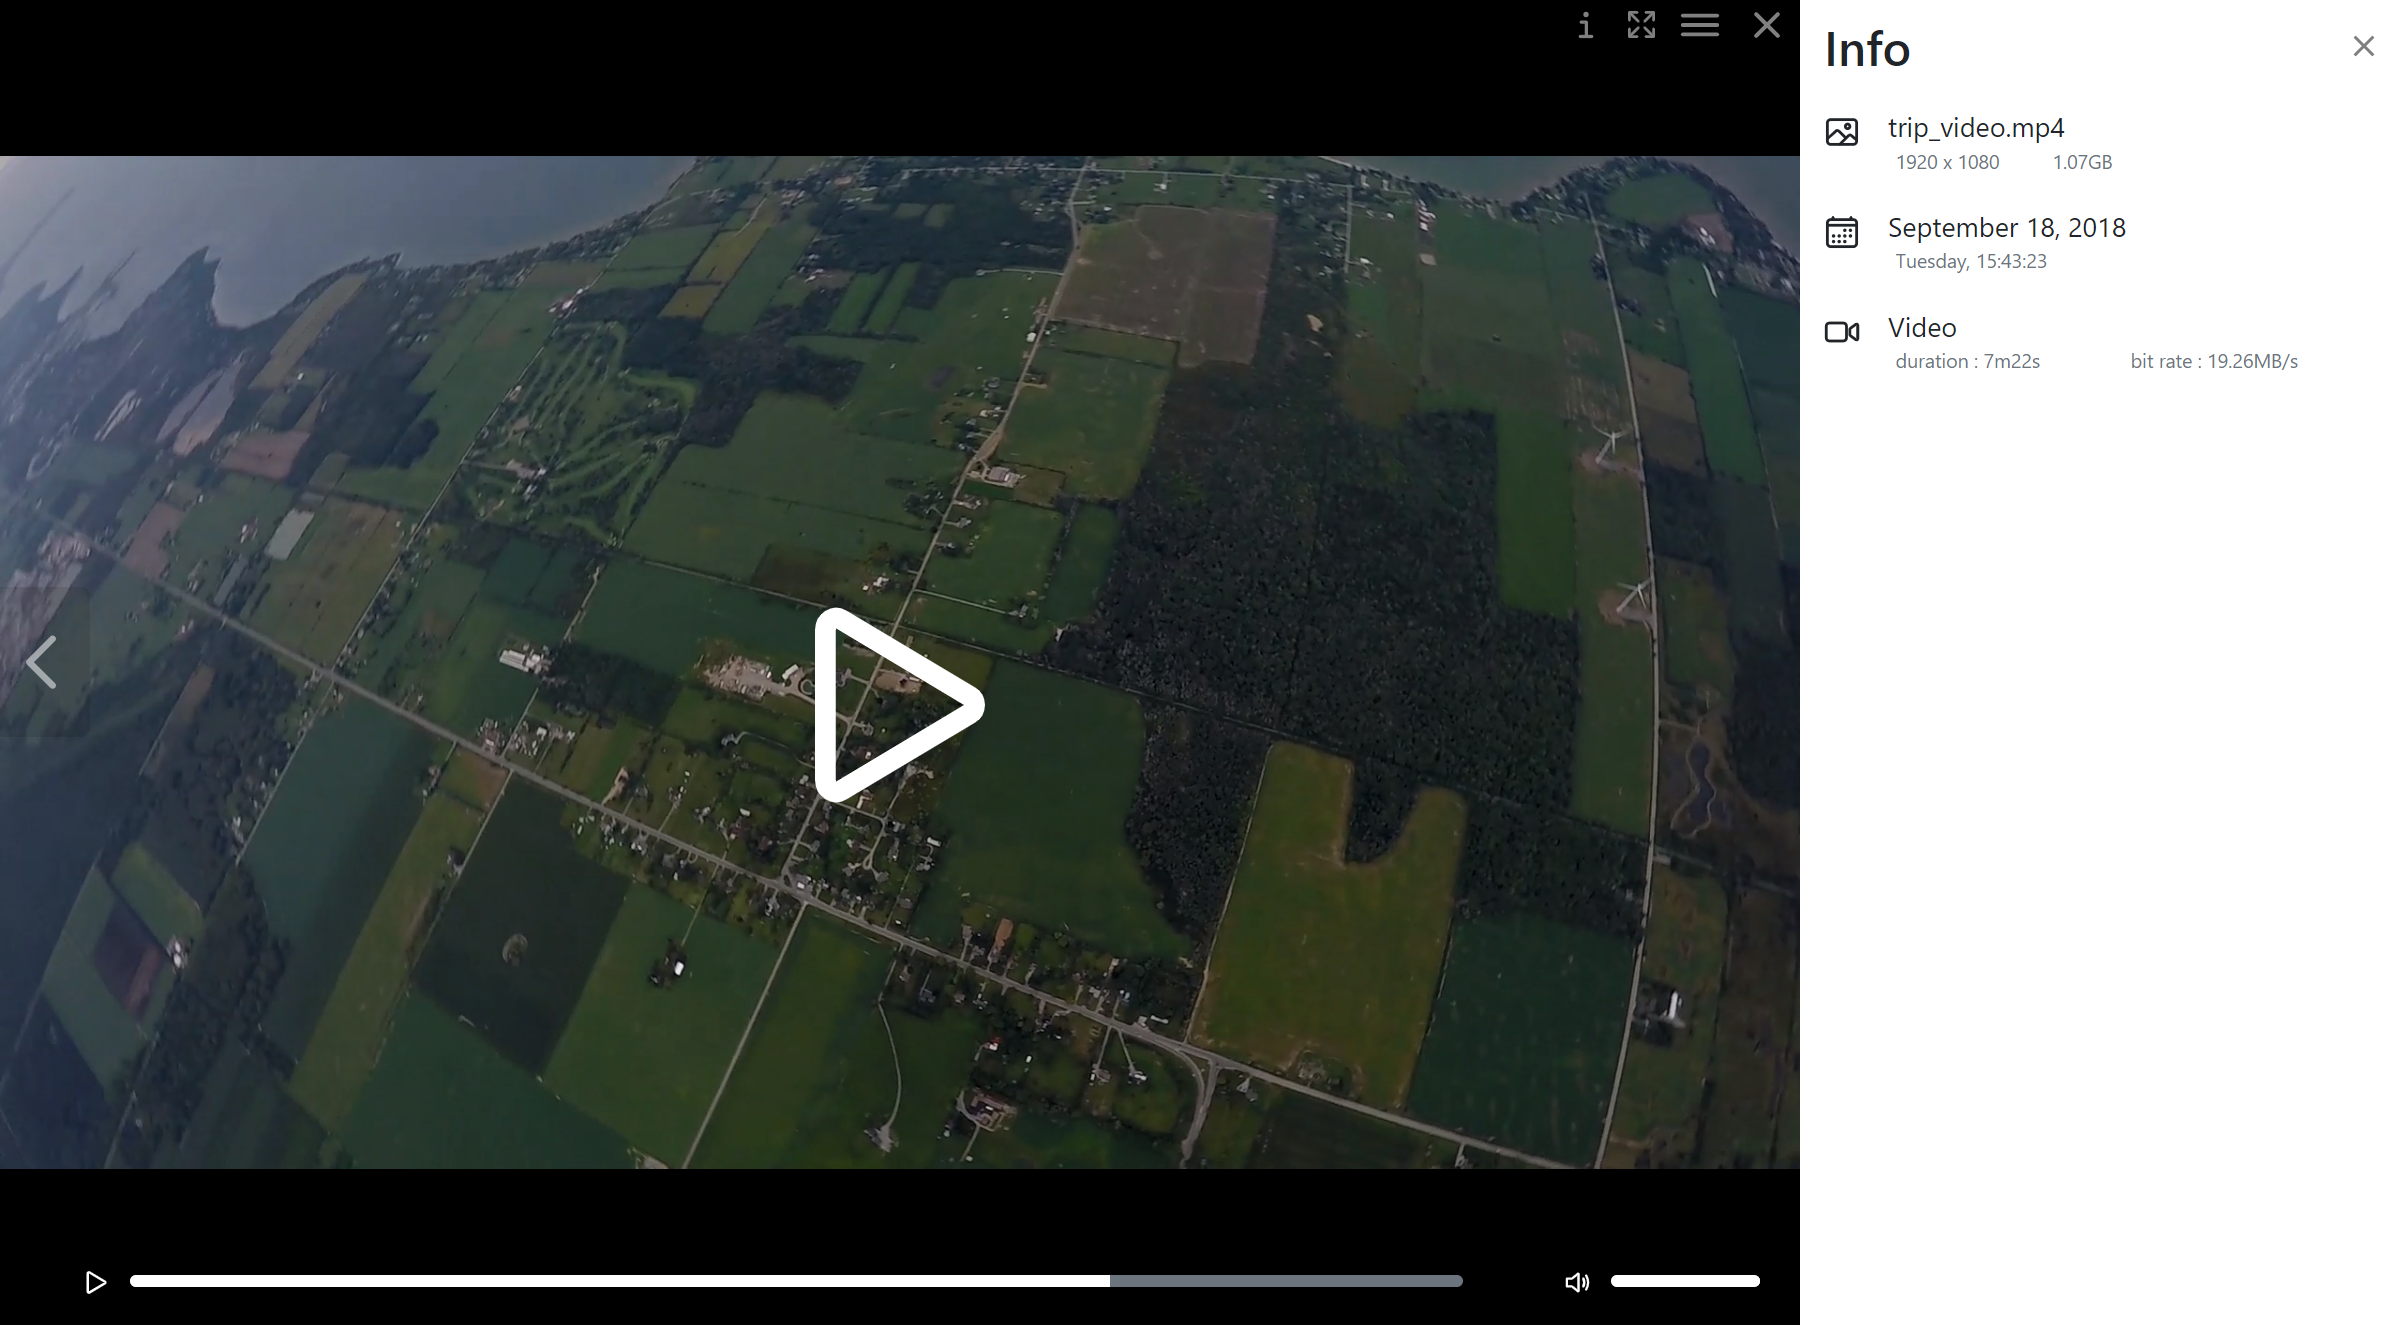 Info
trip_video.mp4
1920 x 1080 1.07GB
September 18, 2018
Tuesday, 15:43:23
Video
duration : 7m22s bit rate : 19.26MB/s